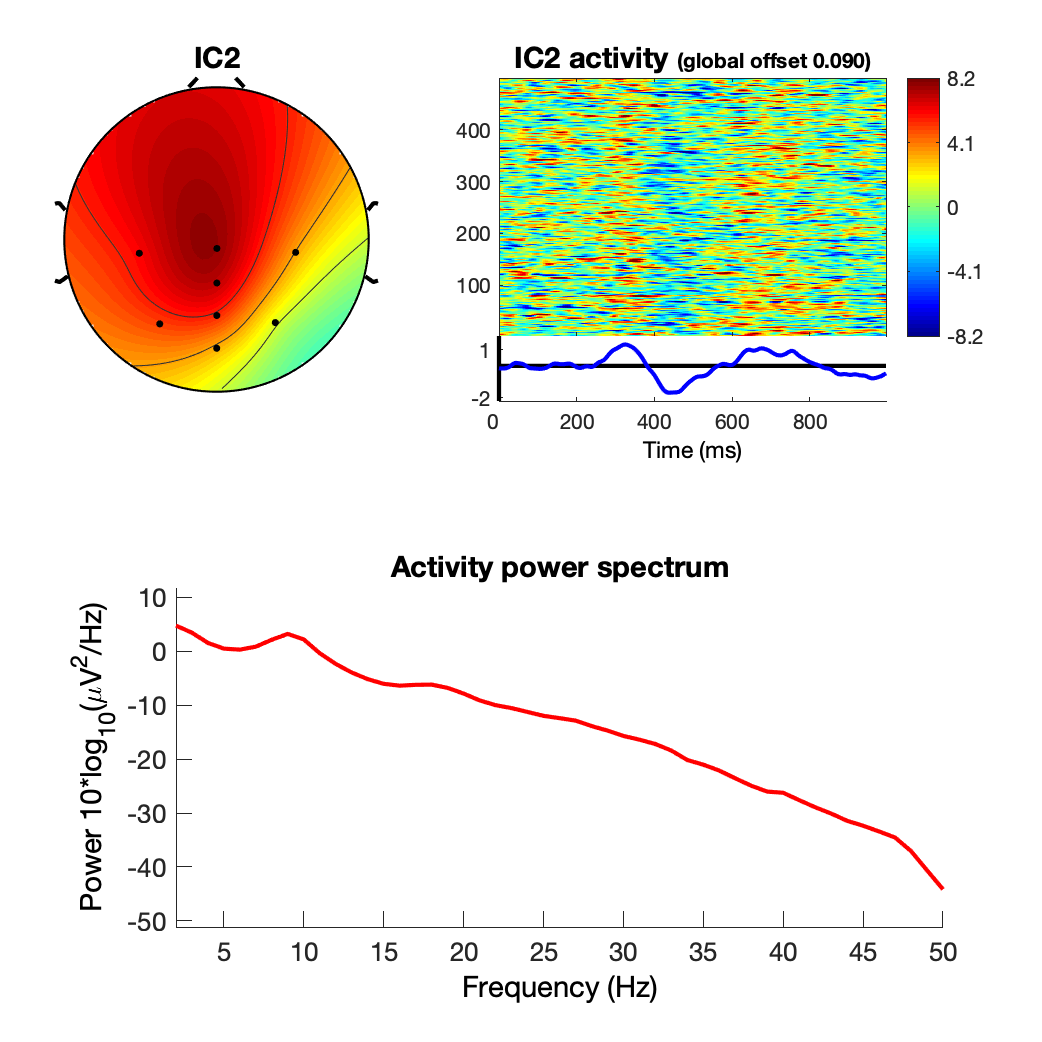 IC2
IC2 activity (global offset 0.090)
400
300
200
100
8.2
4.1
0
-4.1
-8.2
1
-2
0 200 400 600 800
Time (ms)
Activity power spectrum
Power 10*log10(μV2/Hz)
10
0
-10
-20
-30
-40
-50
5 10 15 20 25 30 35 40 45 50
Frequency (Hz)